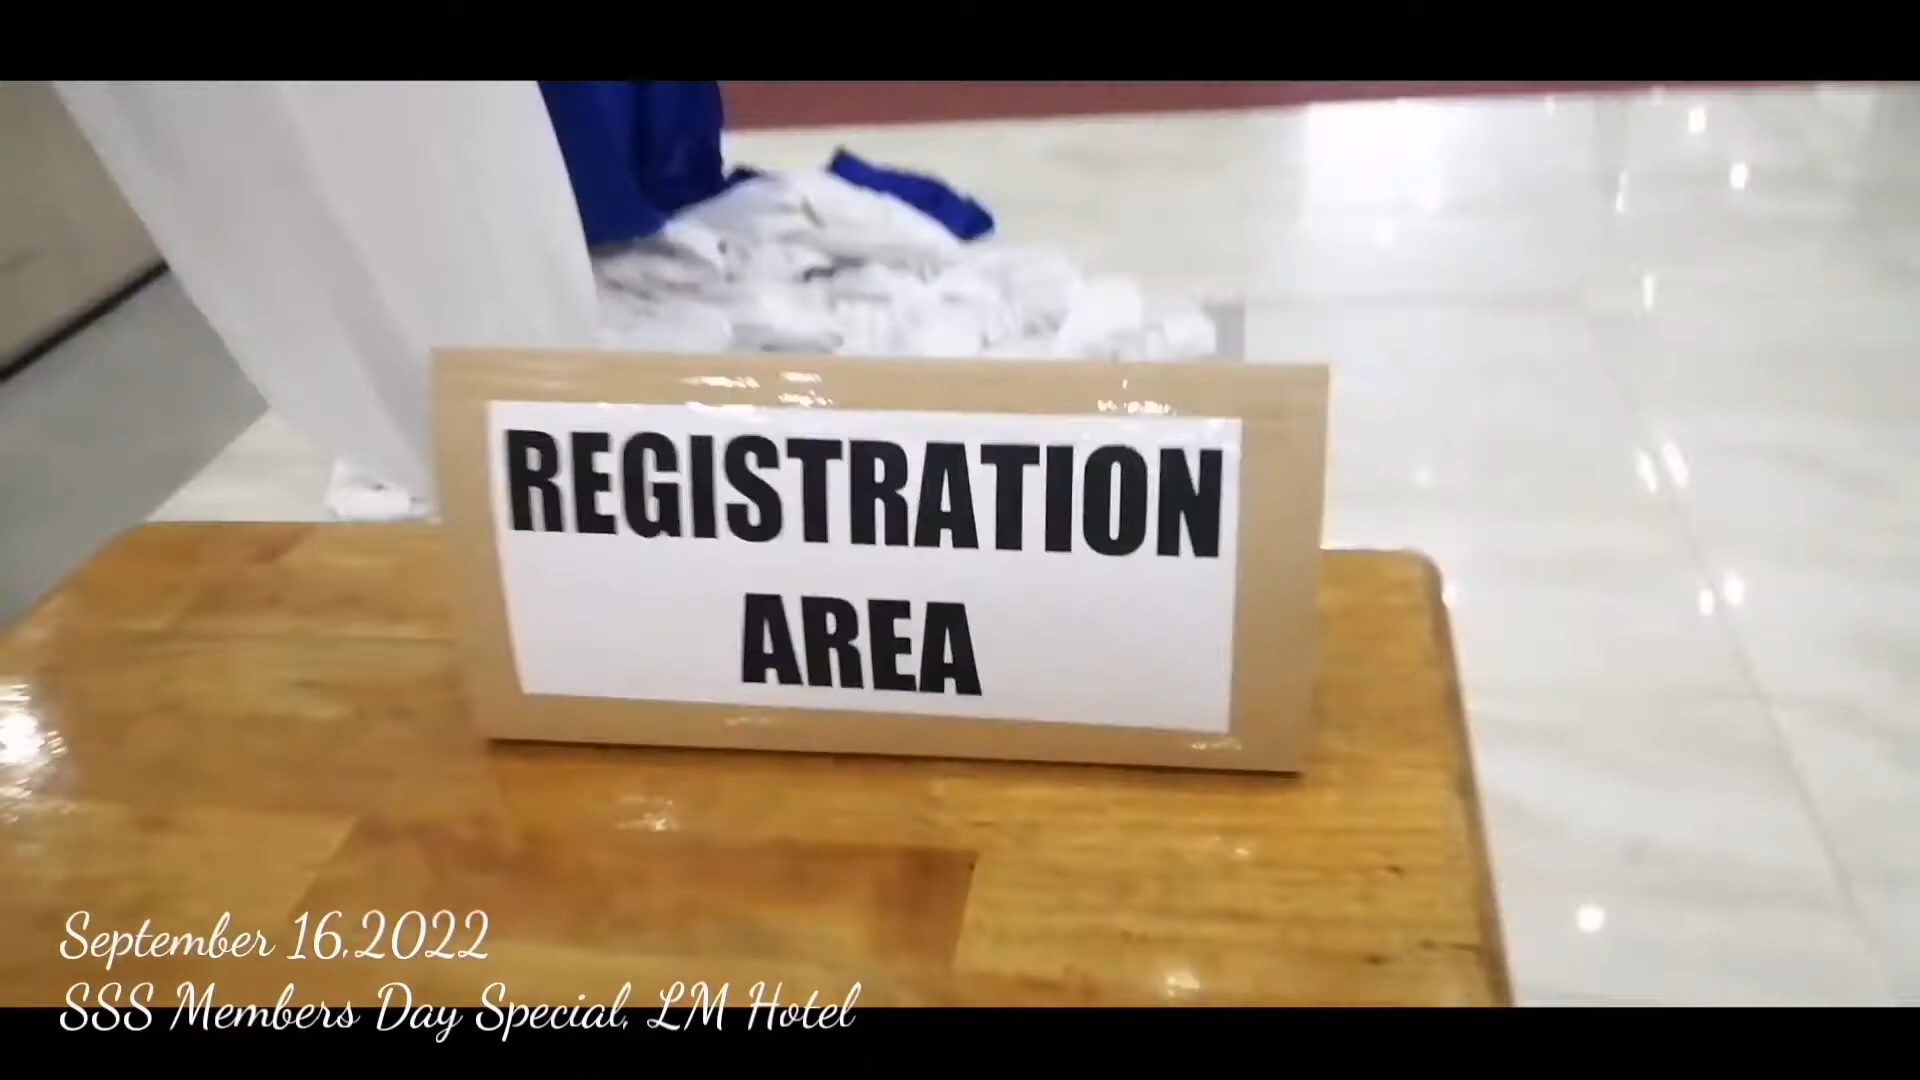 REGISTRATION
AREA
September 16,2022
SSS Members Day Special, LM Hotel